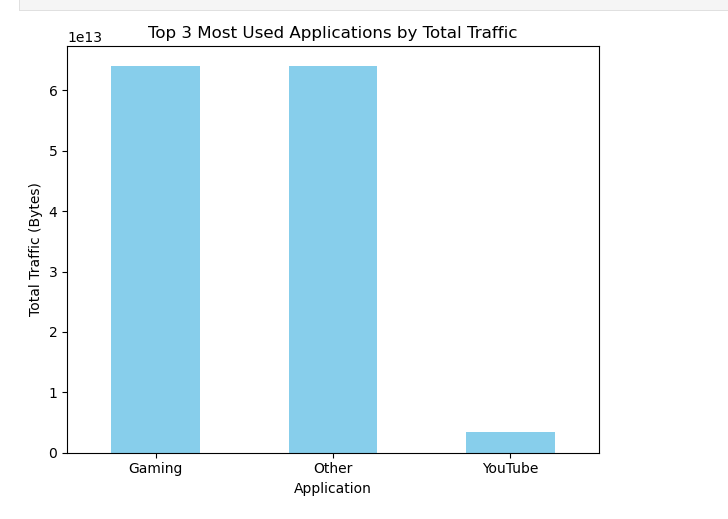 Top 3 Most Used Applications by Total Traffic
1e13
6
5
4
3
2
1
0
Total Traffic (Bytes)
Gaming Other YouTube
Application